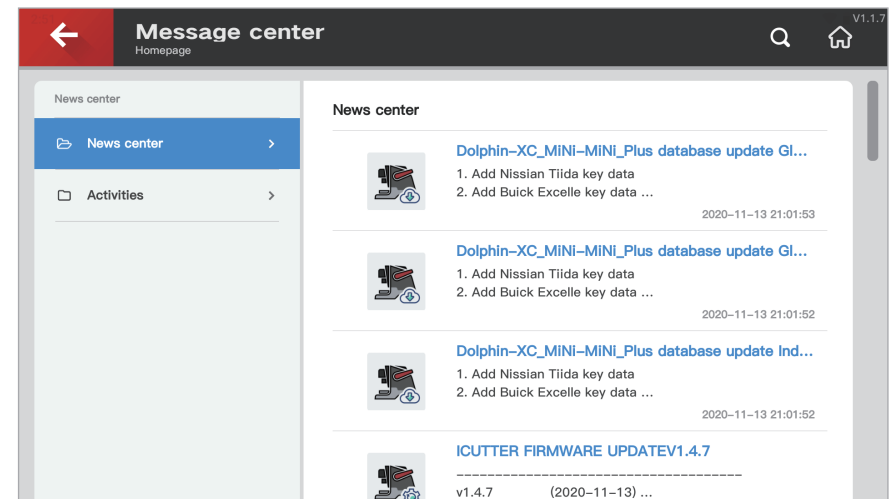 V1.1.7
Message center
Homepage
News center
News center
Activities
News center
Dolphin-XC_MiNi-MiNi_Plus database update Gl...
1. Add Nissian Tiida key data
2. Add Buick Excelle key data ...
2020-11-13 21:01:53
Dolphin-XC_MiNi-MiNi_Plus database update Gl...
1. Add Nissian Tiida key data
2. Add Buick Excelle key data ...
2020-11-13 21:01:52
Dolphin-XC_MiNi-MiNi_Plus database update Ind...
1. Add Nissian Tiida key data
2. Add Buick Excelle key data ...
2020-11-13 21:01:52
ICUTTER FIRMWARE UPDATEV1.4.7
-------------------------------------
v1.4.7 (2020-11-13) ...